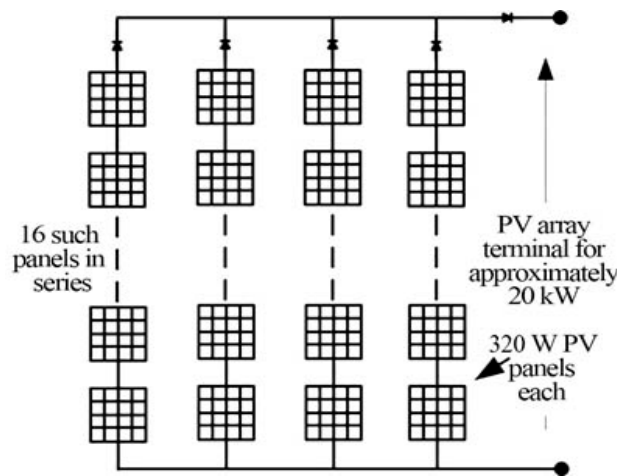 16 such
panels in
series
PV array
terminal for
approximately
20 kW
320 W PV
panels
each